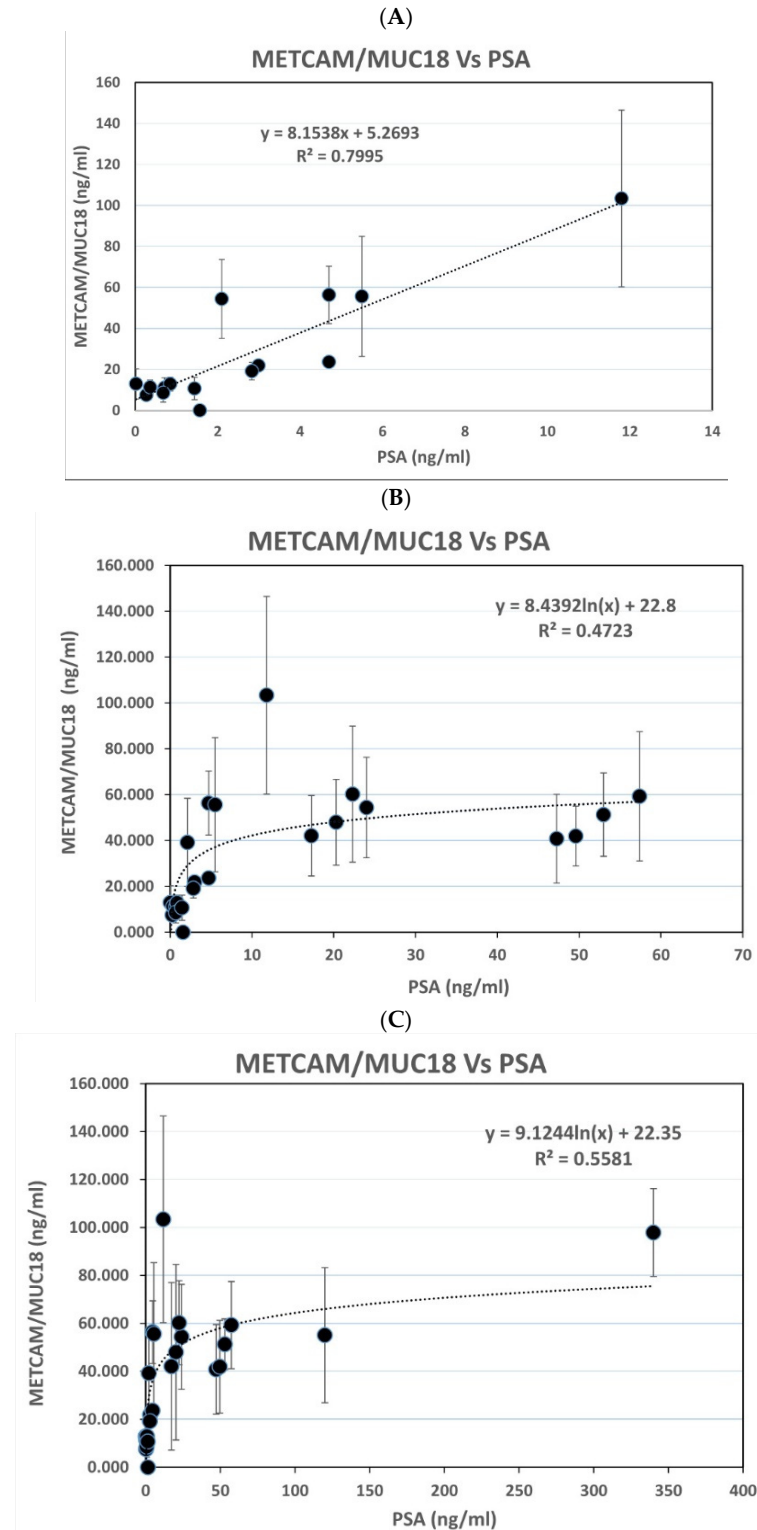 (A)
METCAM/MUC18 Vs PSA
160
140
120
100
80
60
40
20
0
y = 8.1538x + 5.2693
R² = 0.7995
METCAM/MUC18 (ng/ml)
0 2 4 6 8 10 12 14
PSA (ng/ml)
(B)
METCAM/MUC18 Vs PSA
160.000
140.000
120.000
100.000
80.000
60.000
40.000
20.000
0.000
y = 8.4392ln(x) + 22.8
R² = 0.4723
METCAM/MUC18 (ng/ml)
0 10 20 30 40 50 60 70
PSA (ng/ml)
(C)
METCAM/MUC18 Vs PSA
160.000
140.000
120.000
100.000
80.000
60.000
40.000
20.000
0.000
y = 9.1244ln(x) + 22.35
R² = 0.5581
METCAM/MUC18 (ng/ml)
0 50 100 150 200 250 300 350 400
PSA (ng/ml)